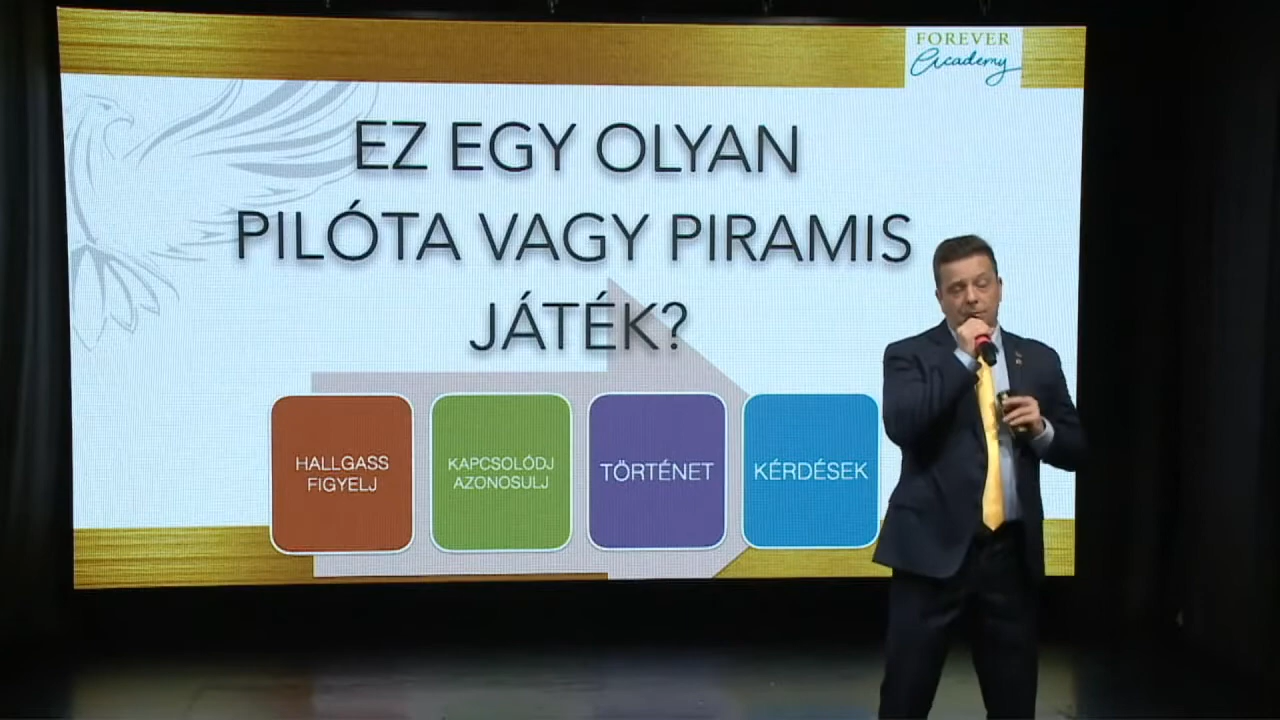 FOREVER
Academy
EZ EGY OLYAN
PILÓTA VAGY PIRAMIS
JÁTÉK?
HALLGASS
FIGYELJ
KAPCSOLÓDJ
AZONOSULJ
TÖRTÉNET
KÉRDÉSEK